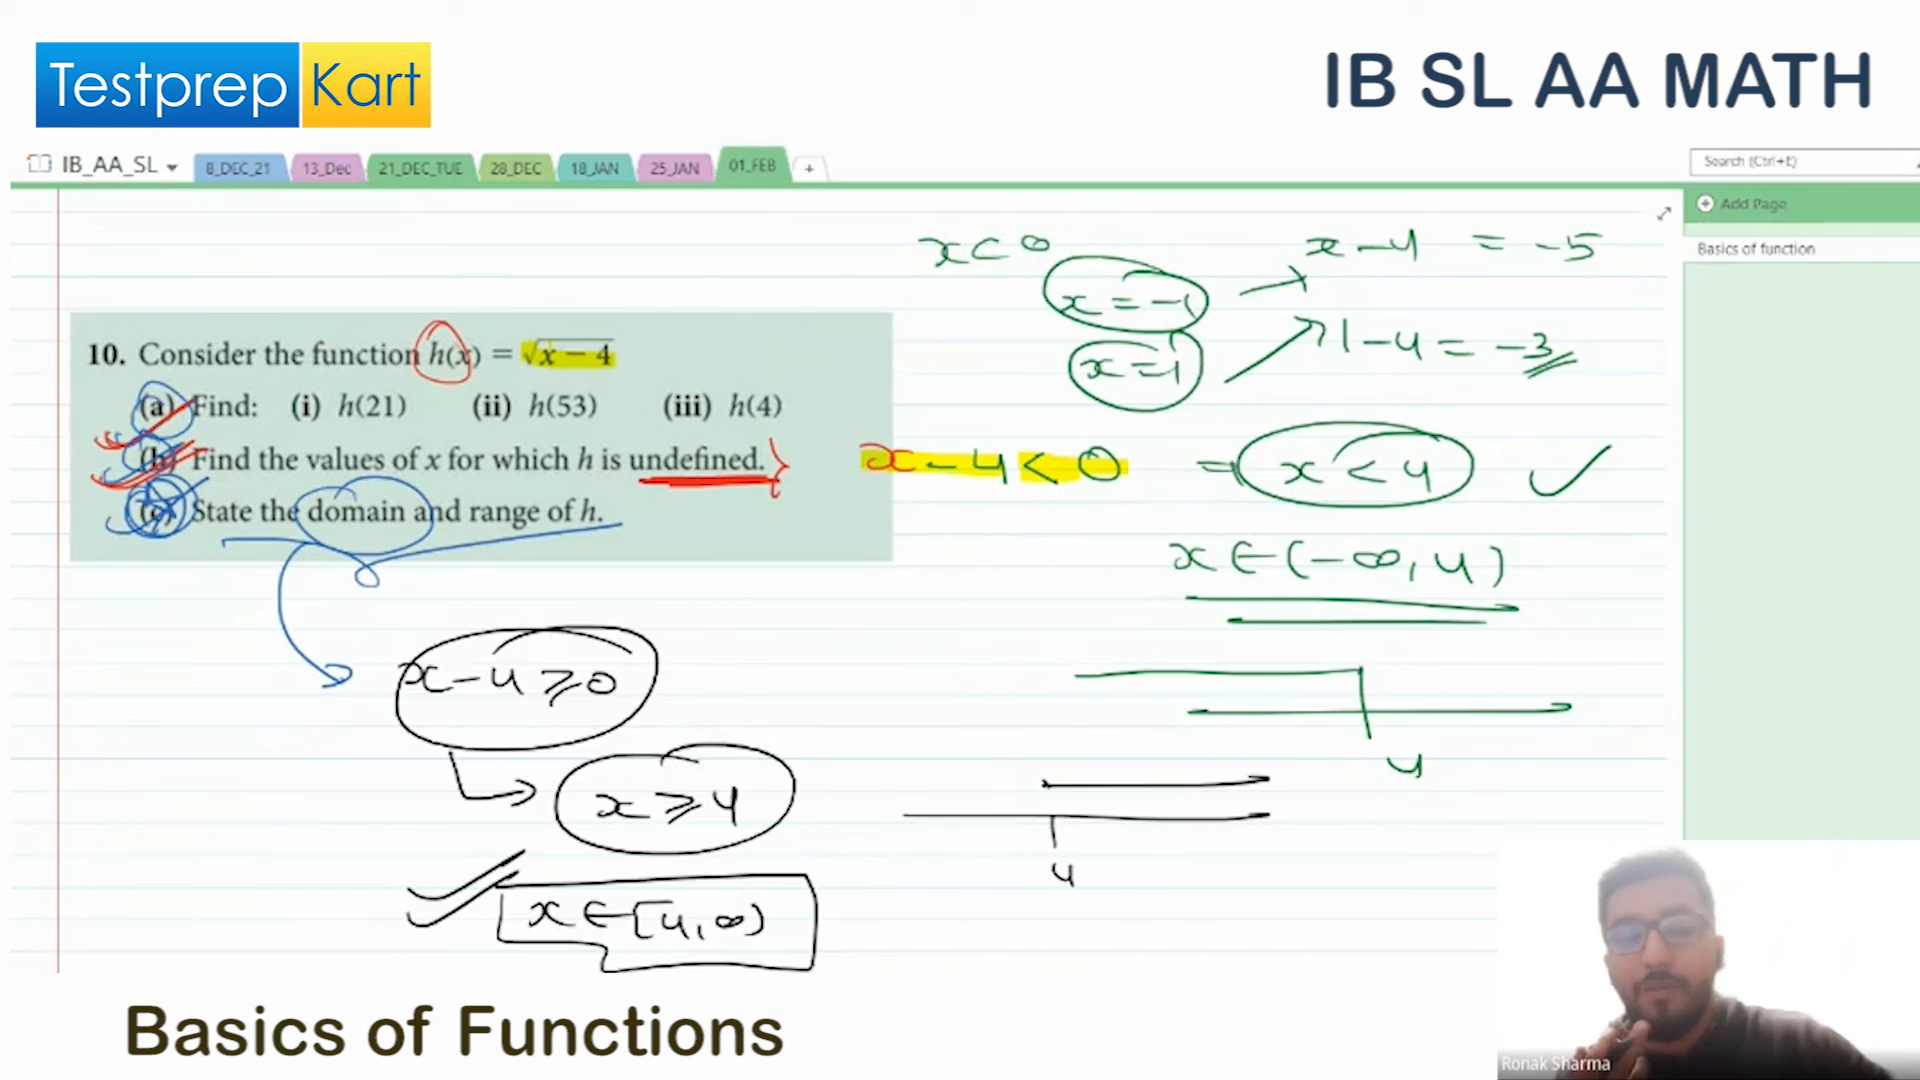 Testprep Kart
IB SL AA MATH
IB_AA_SL
8_DEC_21
13_Dec
21_DEC_TUE
28_DEC
18_JAN
25_JAN
01_FEB
+
Search (Ctrl+E)
Add Page
Basics of function
x<0
x=-1
x-4 = -5
x=1
1-4 = -3
10. Consider the function h(x) = √x − 4
(a) Find: (i) h(21) (ii) h(53) (iii) h(4)
(b) Find the values of x for which h is undefined.
(c) State the domain and range of h.
x-4<0 = x<4
x∈(-∞,4)
4
x-4⩾0
x⩾4
4
x∈[4,∞)
Basics of Functions
Ronak Sharma